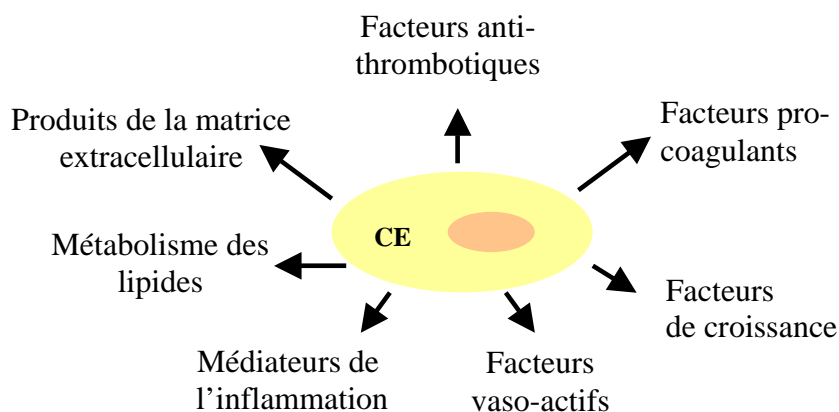 Facteurs anti-
thrombotiques
Produits de la matrice
extracellulaire
Facteurs pro-
coagulants
CE
Métabolisme des
lipides
Facteurs
de croissance
Médiateurs de
l’inflammation
Facteurs
vaso-actifs